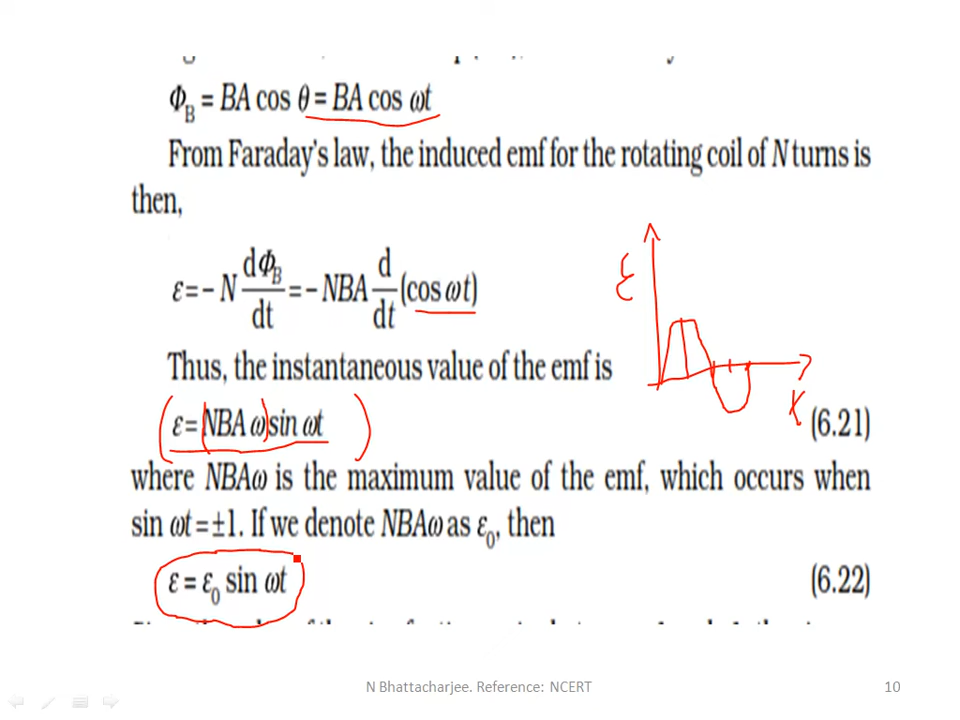 Φ_B = BA cos θ = BA cos ωt
From Faraday's law, the induced emf for the rotating coil of N turns is
then,
ε = – N dΦ_B/dt = – NBA d/dt (cos ωt)
ε
Thus, the instantaneous value of the emf is
ε = NBA ω sin ωt (6.21)
where NBAω is the maximum value of the emf, which occurs when
sin ωt = ±1. If we denote NBAω as ε₀, then
ε = ε₀ sin ωt (6.22)
N Bhattacharjee. Reference: NCERT 10